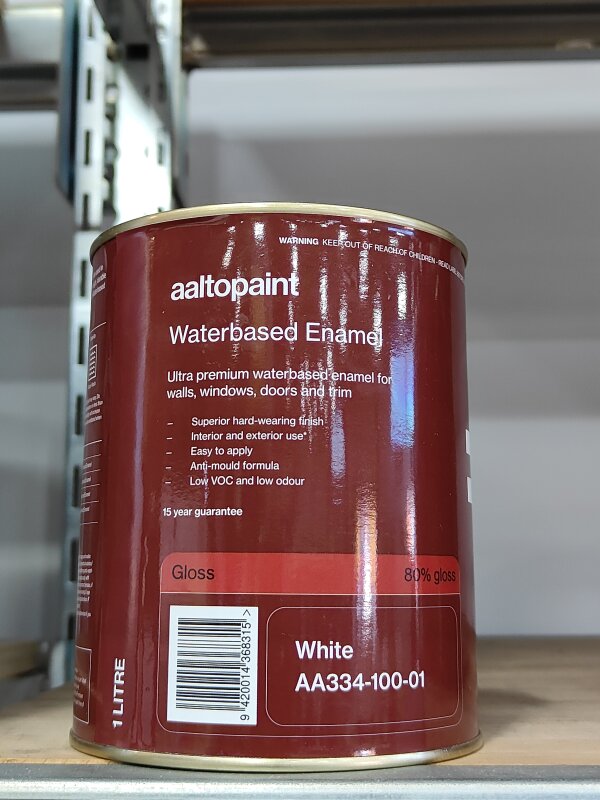 WARNING KEEP OUT OF REACH OF CHILDREN -
aaltopaint
Waterbased Enamel
Ultra premium waterbased enamel for
walls, windows, doors and trim
– Superior hard-wearing finish
– Interior and exterior use*
– Easy to apply
– Anti-mould formula
Low VOC and low odour
15 year guarantee
Gloss 80% gloss
9 420014 368315 >
White
AA334-100-01
1 LITRE